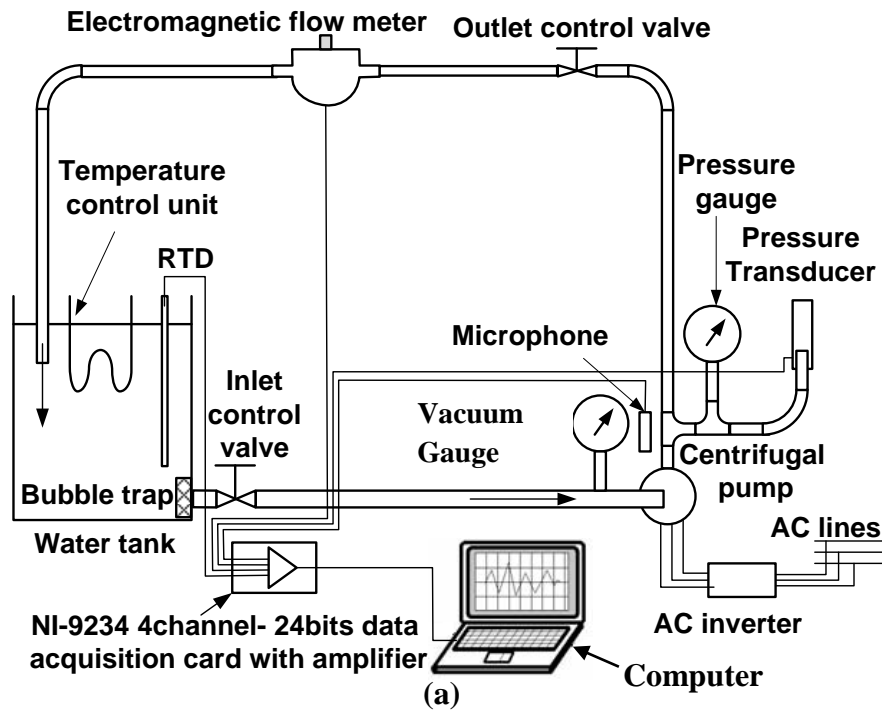 Electromagnetic flow meter
Outlet control valve
Temperature
control unit
RTD
Pressure
gauge
Pressure
Transducer
Microphone
Inlet
control
valve
Vacuum
Gauge
Centrifugal
pump
Bubble trap
Water tank
AC lines
NI-9234 4channel- 24bits data
acquisition card with amplifier
AC inverter
Computer
(a)